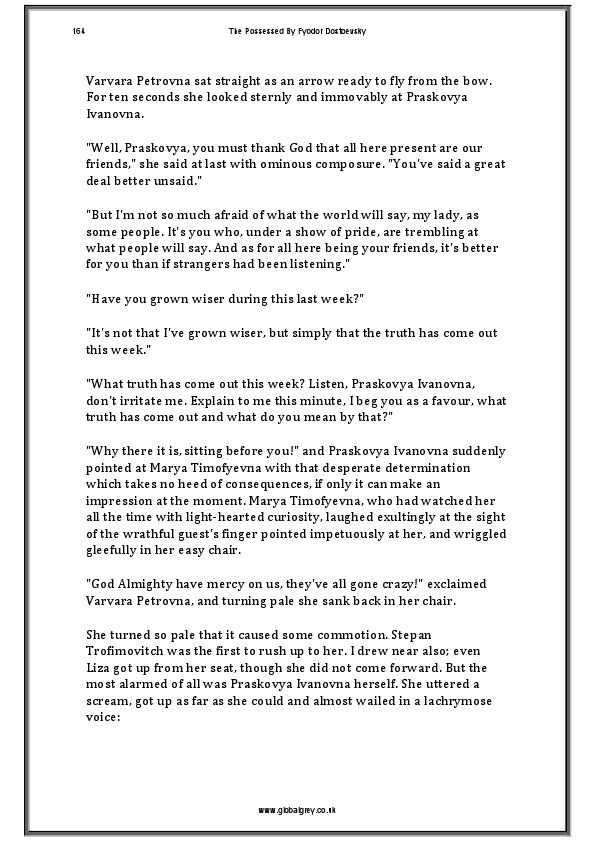 164
The Possessed By Fyodor Dostoevsky
Varvara Petrovna sat straight as an arrow ready to fly from the bow.
For ten seconds she looked sternly and immovably at Praskovya
Ivanovna.
"Well, Praskovya, you must thank God that all here present are our
friends," she said at last with ominous composure. "You've said a great
deal better unsaid."
"But I'm not so much afraid of what the world will say, my lady, as
some people. It's you who, under a show of pride, are trembling at
what people will say. And as for all here being your friends, it's better
for you than if strangers had been listening."
"Have you grown wiser during this last week?"
"It's not that I've grown wiser, but simply that the truth has come out
this week."
"What truth has come out this week? Listen, Praskovya Ivanovna,
don't irritate me. Explain to me this minute, I beg you as a favour, what
truth has come out and what do you mean by that?"
"Why there it is, sitting before you!" and Praskovya Ivanovna suddenly
pointed at Marya Timofyevna with that desperate determination
which takes no heed of consequences, if only it can make an
impression at the moment. Marya Timofyevna, who had watched her
all the time with light-hearted curiosity, laughed exultingly at the sight
of the wrathful guest's finger pointed impetuously at her, and wriggled
gleefully in her easy chair.
"God Almighty have mercy on us, they've all gone crazy!" exclaimed
Varvara Petrovna, and turning pale she sank back in her chair.
She turned so pale that it caused some commotion. Stepan
Trofimovitch was the first to rush up to her. I drew near also; even
Liza got up from her seat, though she did not come forward. But the
most alarmed of all was Praskovya Ivanovna herself. She uttered a
scream, got up as far as she could and almost wailed in a lachrymose
voice:
www.globalgrey.co.uk